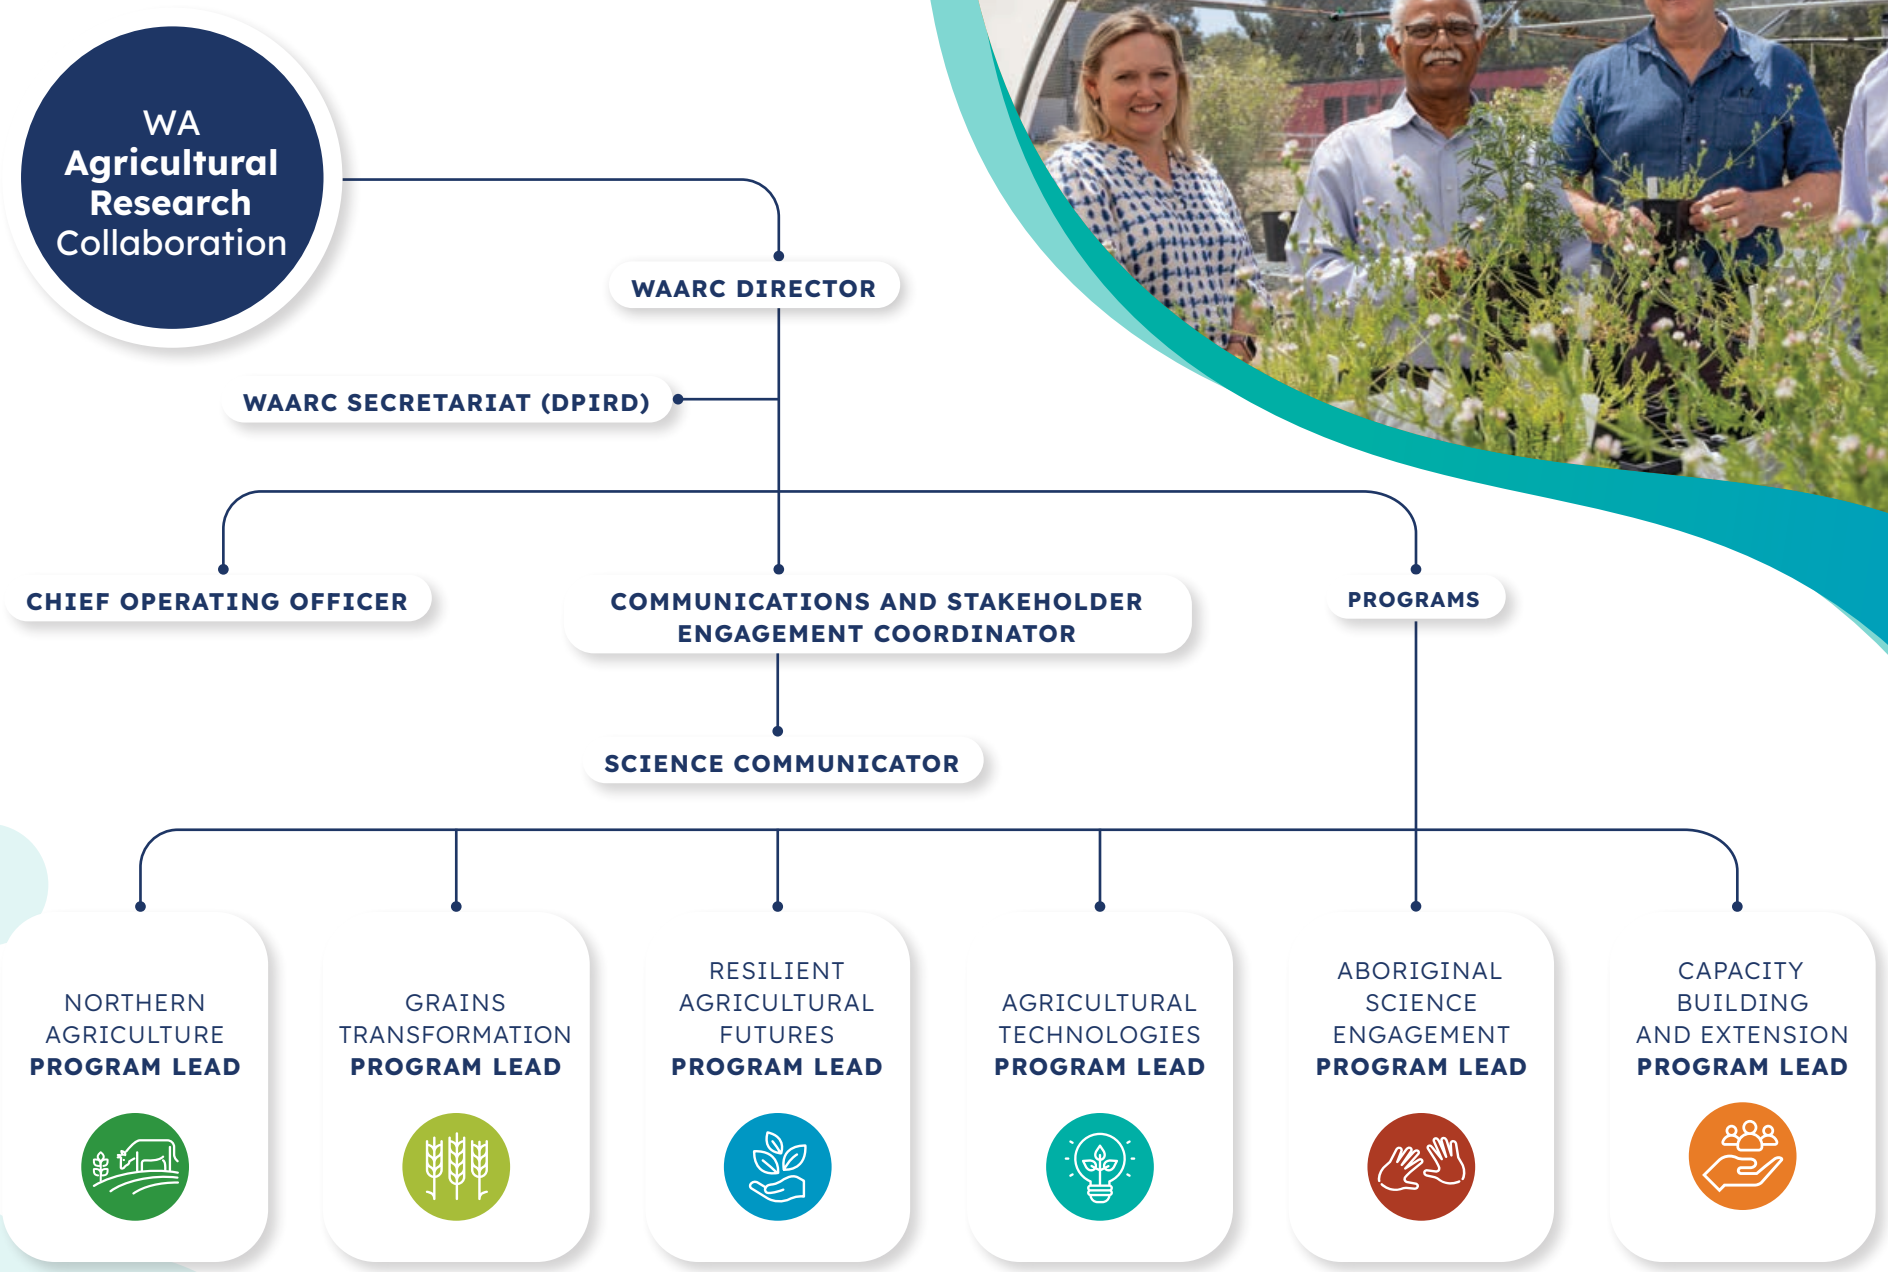 WA
Agricultural
Research
Collaboration
WAARC DIRECTOR
WAARC SECRETARIAT (DPIRD)
CHIEF OPERATING OFFICER
COMMUNICATIONS AND STAKEHOLDER
ENGAGEMENT COORDINATOR
PROGRAMS
SCIENCE COMMUNICATOR
NORTHERN
AGRICULTURE
PROGRAM LEAD
GRAINS
TRANSFORMATION
PROGRAM LEAD
RESILIENT
AGRICULTURAL
FUTURES
PROGRAM LEAD
AGRICULTURAL
TECHNOLOGIES
PROGRAM LEAD
ABORIGINAL
SCIENCE
ENGAGEMENT
PROGRAM LEAD
CAPACITY
BUILDING
AND EXTENSION
PROGRAM LEAD